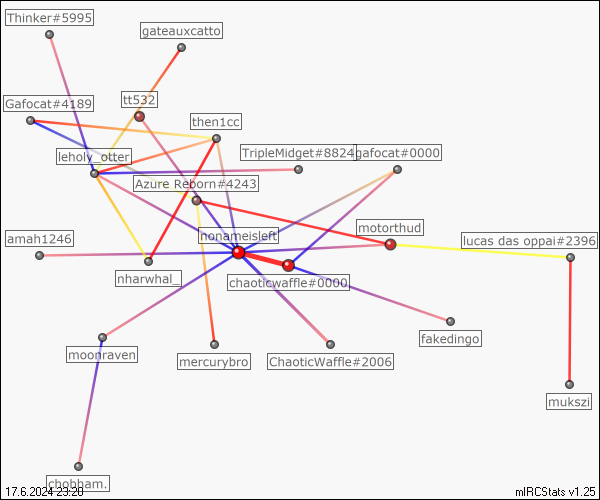 Thinker#5995
gateauxcatto
Gafocat#4189
tt532
then1cc
leholy_otter
TripleMidget#8824
gafocat#0000
Azure Reborn#4243
amah1246
nonameisleft
motorthud
lucas das oppai#2396
nharwhal_
chaoticwaffle#0000
moonraven
mercurybro
ChaoticWaffle#2006
fakedingo
mukszi
chobham.
17.6.2024 23:20
mIRCStats v1.25